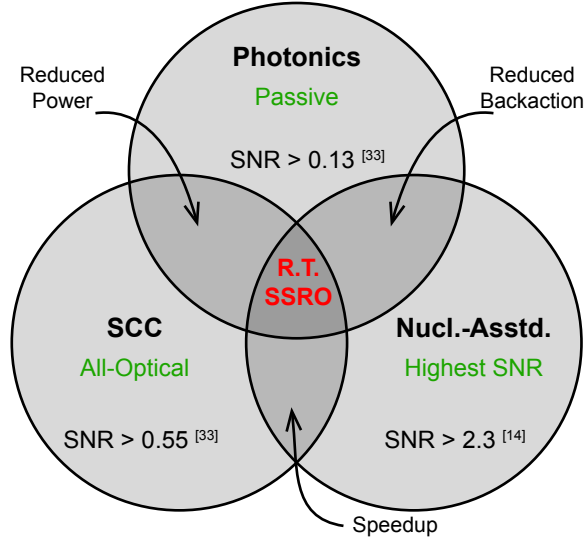 Photonics
Passive
SNR > 0.13 [33]
Reduced
Power
Reduced
Backaction
R.T.
SSRO
SCC
All-Optical
SNR > 0.55 [33]
Nucl.-Asstd.
Highest SNR
SNR > 2.3 [14]
Speedup